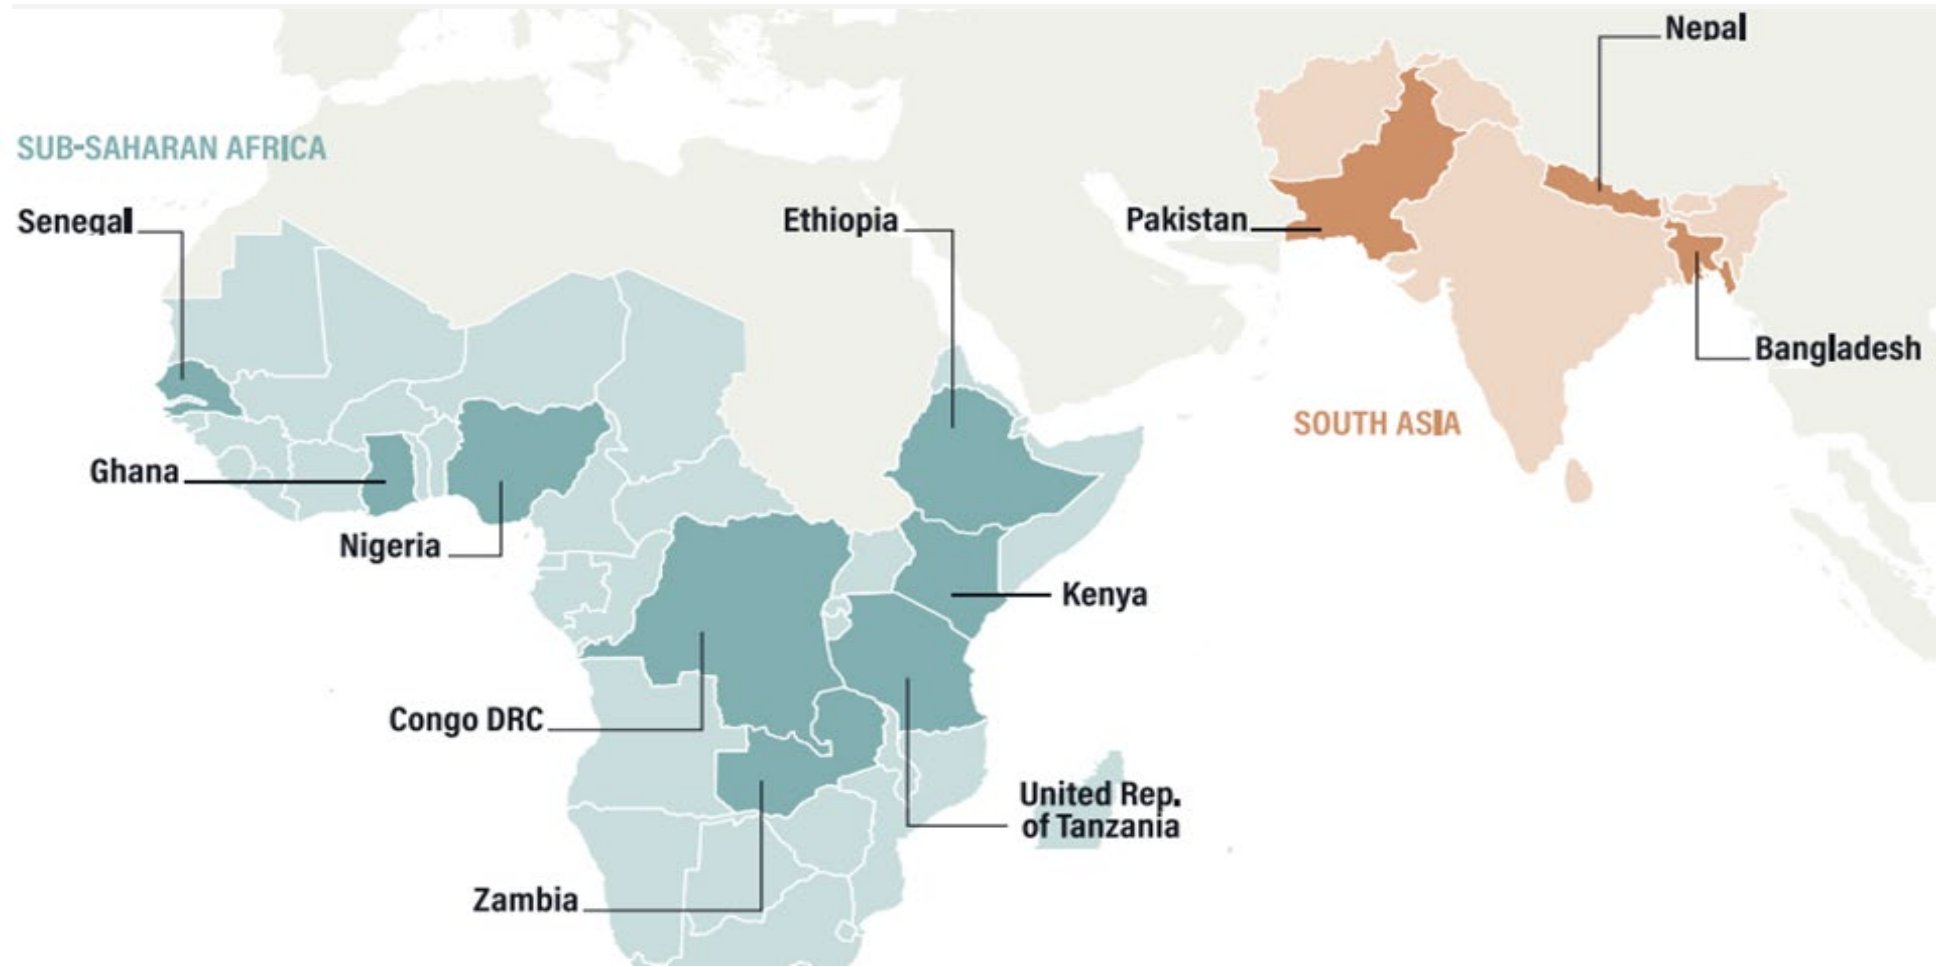 Nepal
SUB-SAHARAN AFRICA
Senegal
Ethiopia
Pakistan
Bangladesh
SOUTH ASIA
Ghana
Nigeria
Kenya
Congo DRC
United Rep.
of Tanzania
Zambia